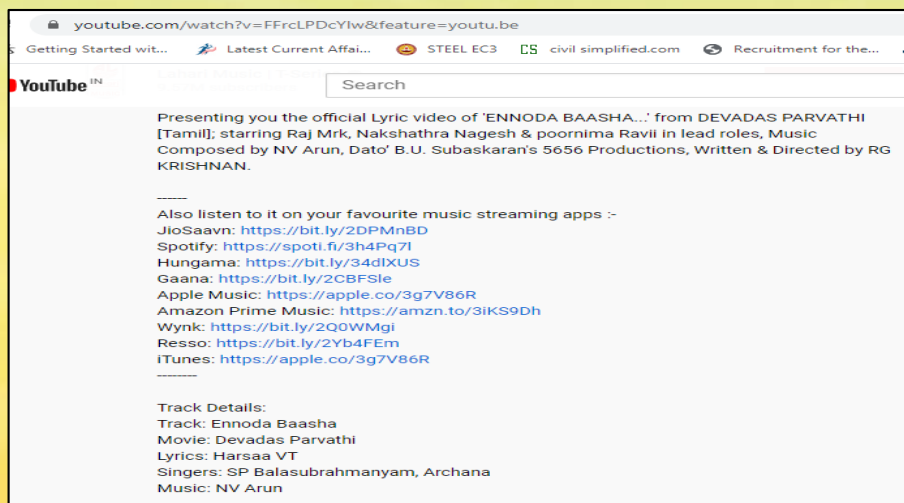 youtube.com/watch?v=FFrcLPDcYlw&feature=youtu.be
Getting Started wit... Latest Current Affai... STEEL EC3 CS civil simplified.com Recruitment for the...
YouTube IN Search
Presenting you the official Lyric video of 'ENNODA BAASHA...' from DEVADAS PARVATHI
[Tamil]; starring Raj Mrk, Nakshathra Nagesh & poornima Ravii in lead roles, Music
Composed by NV Arun, Dato' B.U. Subaskaran's 5656 Productions, Written & Directed by RG
KRISHNAN.
------
Also listen to it on your favourite music streaming apps :-
JioSaavn: https://bit.ly/2DPMnBD
Spotify: https://spoti.fi/3h4Pq7l
Hungama: https://bit.ly/34dlXUS
Gaana: https://bit.ly/2CBFSle
Apple Music: https://apple.co/3g7V86R
Amazon Prime Music: https://amzn.to/3iKS9Dh
Wynk: https://bit.ly/2Q0WMgi
Resso: https://bit.ly/2Yb4FEm
iTunes: https://apple.co/3g7V86R
--------
Track Details:
Track: Ennoda Baasha
Movie: Devadas Parvathi
Lyrics: Harsaa VT
Singers: SP Balasubrahmanyam, Archana
Music: NV Arun